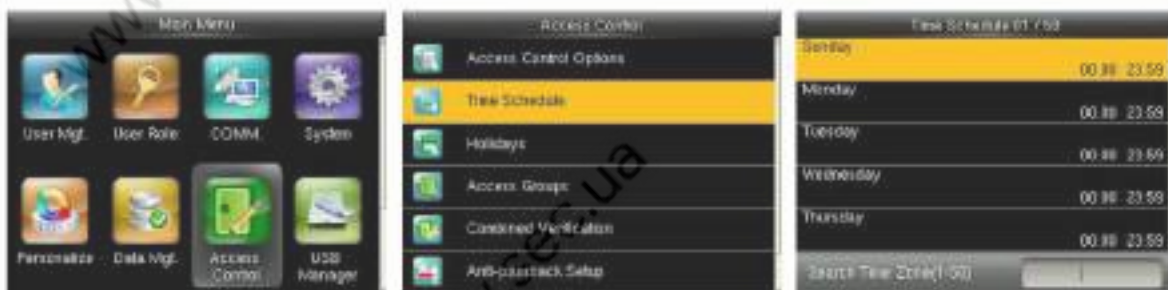 Main Menu
User Mgt.
User Role
COMM.
System
Personalize
Data Mgt.
Access
Control
USB
Manager
Access Control
Access Control Options
Time Schedule
Holidays
Access Groups
Combined Verification
Anti-passback Setup
Time Schedule 01 / 50
Sunday
00:00 23:59
Monday
00:00 23:59
Tuesday
00:00 23:59
Wednesday
00:00 23:59
Thursday
00:00 23:59
Search Time Zone(1-50)